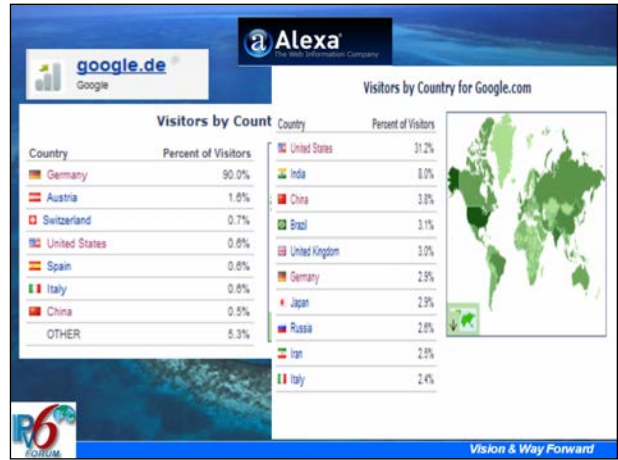 Alexa
The Web Information Company
google.de
Google
Visitors by Count
Country Percent of Visitors
Germany 90.0%
Austria 1.6%
Switzerland 0.7%
United States 0.6%
Spain 0.6%
Italy 0.6%
China 0.5%
OTHER 5.3%
Visitors by Country for Google.com
Country Percent of Visitors
United States 31.2%
India 8.0%
China 3.8%
Brazil 3.1%
United Kingdom 3.0%
Germany 2.9%
Japan 2.9%
Russia 2.6%
Iran 2.5%
Italy 2.4%
IPv6
FORUM
Vision & Way Forward